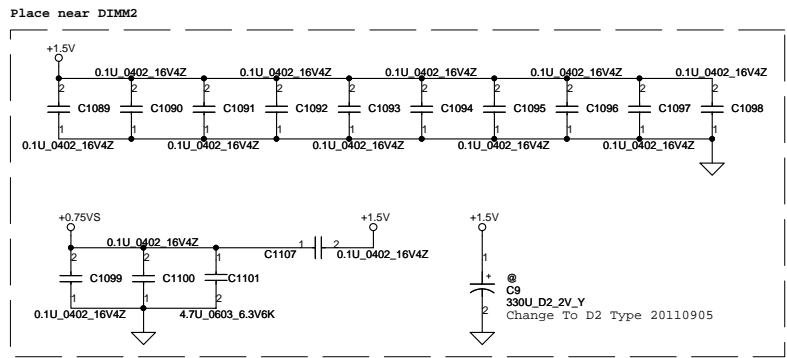 Place near DIMM2
+1.5V
0.1U_0402_16V4Z 0.1U_0402_16V4Z 0.1U_0402_16V4Z 0.1U_0402_16V4Z 0.1U_0402_16V4Z
2 2 2 2 2 2 2 2 2 2
C1089 C1090 C1091 C1092 C1093 C1094 C1095 C1096 C1097 C1098
1 1 1 1 1 1 1 1 1 1
0.1U_0402_16V4Z 0.1U_0402_16V4Z 0.1U_0402_16V4Z 0.1U_0402_16V4Z 0.1U_0402_16V4Z
+0.75VS +1.5V +1.5V
0.1U_0402_16V4Z 1 2
C1107 0.1U_0402_16V4Z
2 2 1 1
C1099 C1100 C1101 + @
C9
1 1 2 330U_D2_2V_Y
0.1U_0402_16V4Z 4.7U_0603_6.3V6K 2 Change To D2 Type 20110905